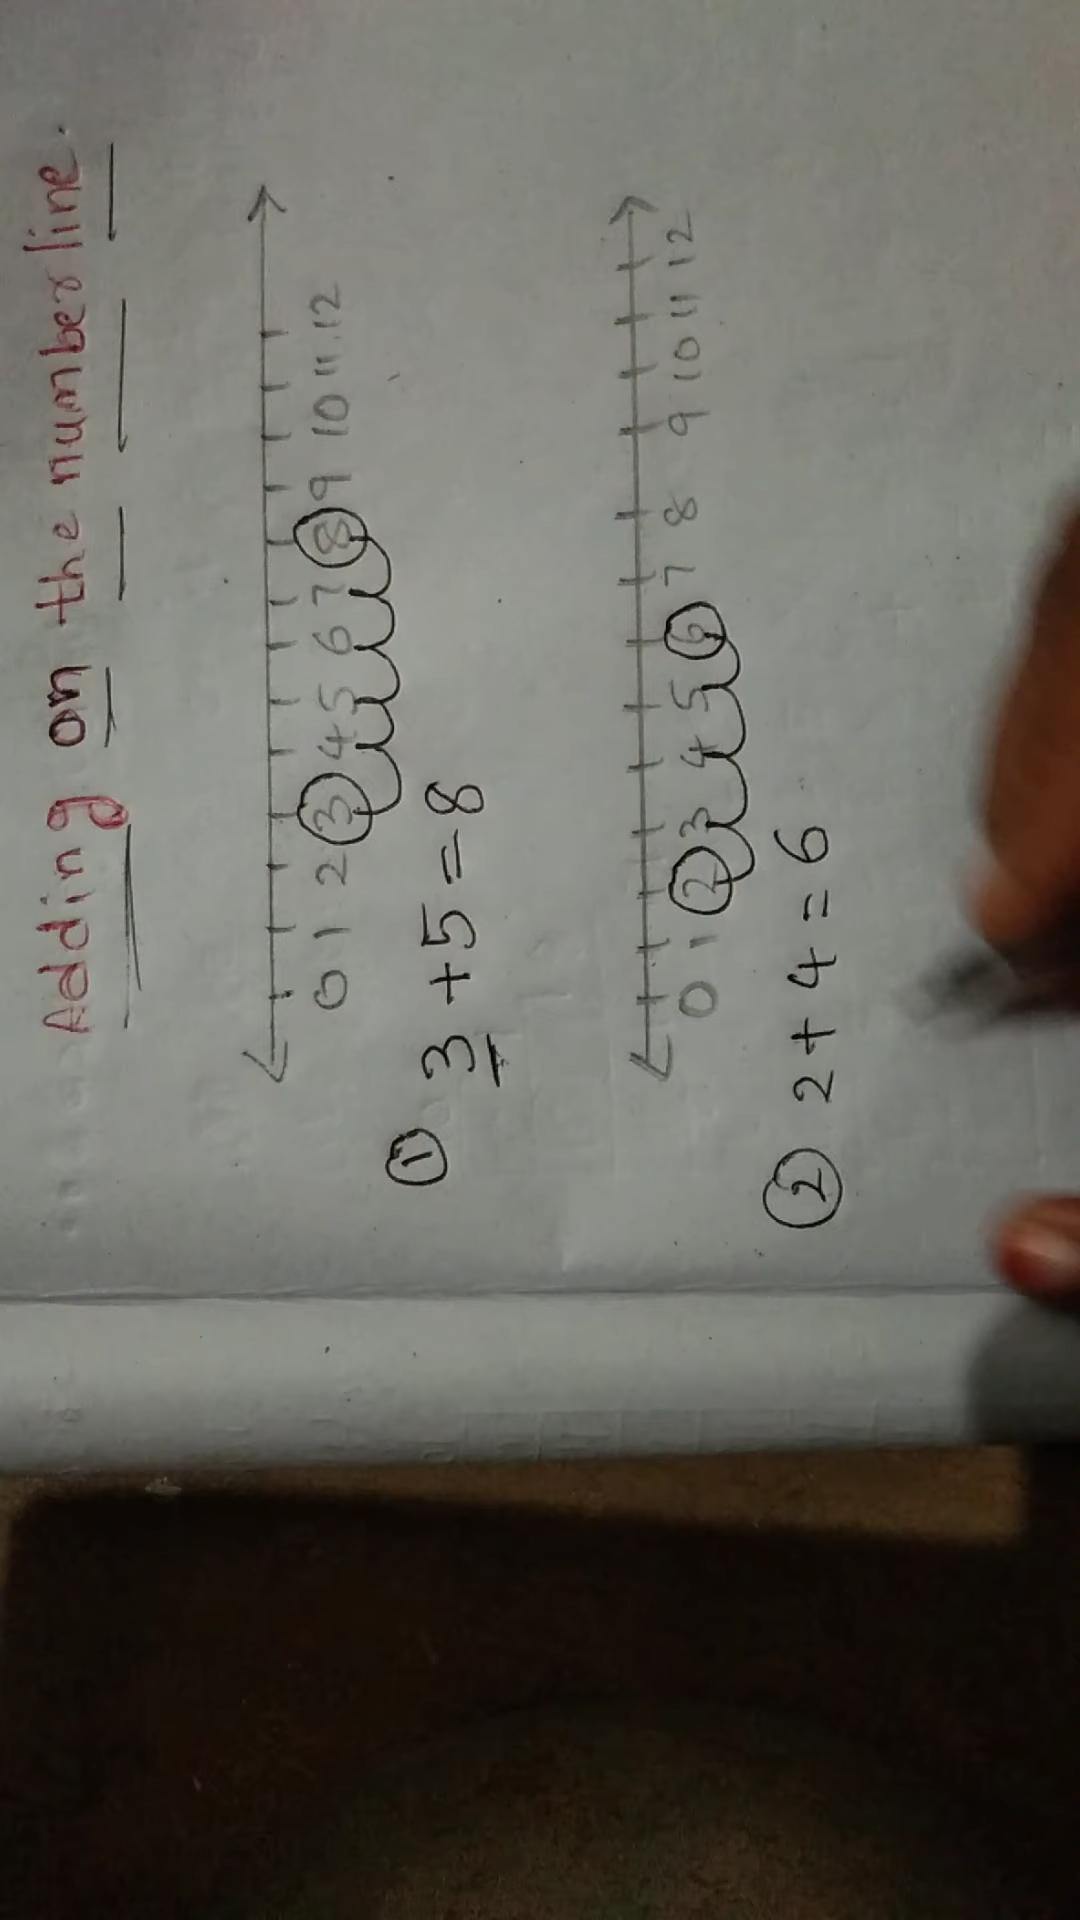 Adding on the number line.
0 1 2 3 4 5 6 7 8 9 10 11 12
① 3 + 5 = 8
0 1 2 3 4 5 6 7 8 9 10 11 12
② 2 + 4 = 6